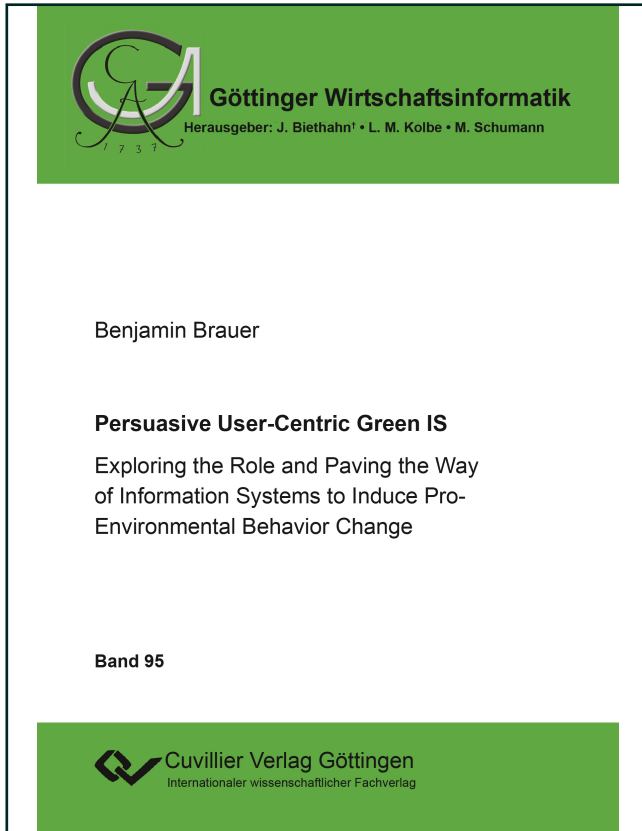 GA
1737
Göttinger Wirtschaftsinformatik
Herausgeber: J. Biethahn† • L. M. Kolbe • M. Schumann
Benjamin Brauer
Persuasive User-Centric Green IS
Exploring the Role and Paving the Way
of Information Systems to Induce Pro-
Environmental Behavior Change
Band 95
Cuvillier Verlag Göttingen
Internationaler wissenschaftlicher Fachverlag